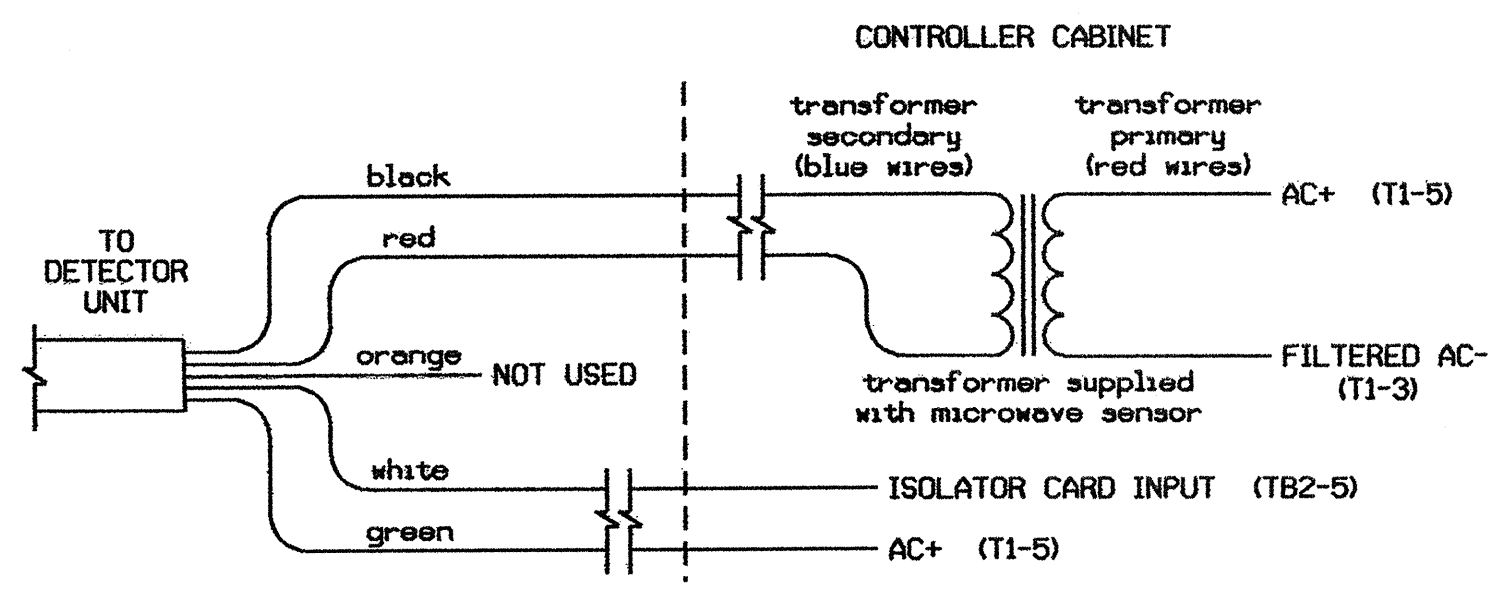 CONTROLLER CABINET
transformer
secondary
(blue wires)
transformer
primary
(red wires)
black
AC+ (T1-5)
red
TO
DETECTOR
UNIT
orange
NOT USED
FILTERED AC-
(T1-3)
transformer supplied
with microwave sensor
white
ISOLATOR CARD INPUT (TB2-5)
green
AC+ (T1-5)